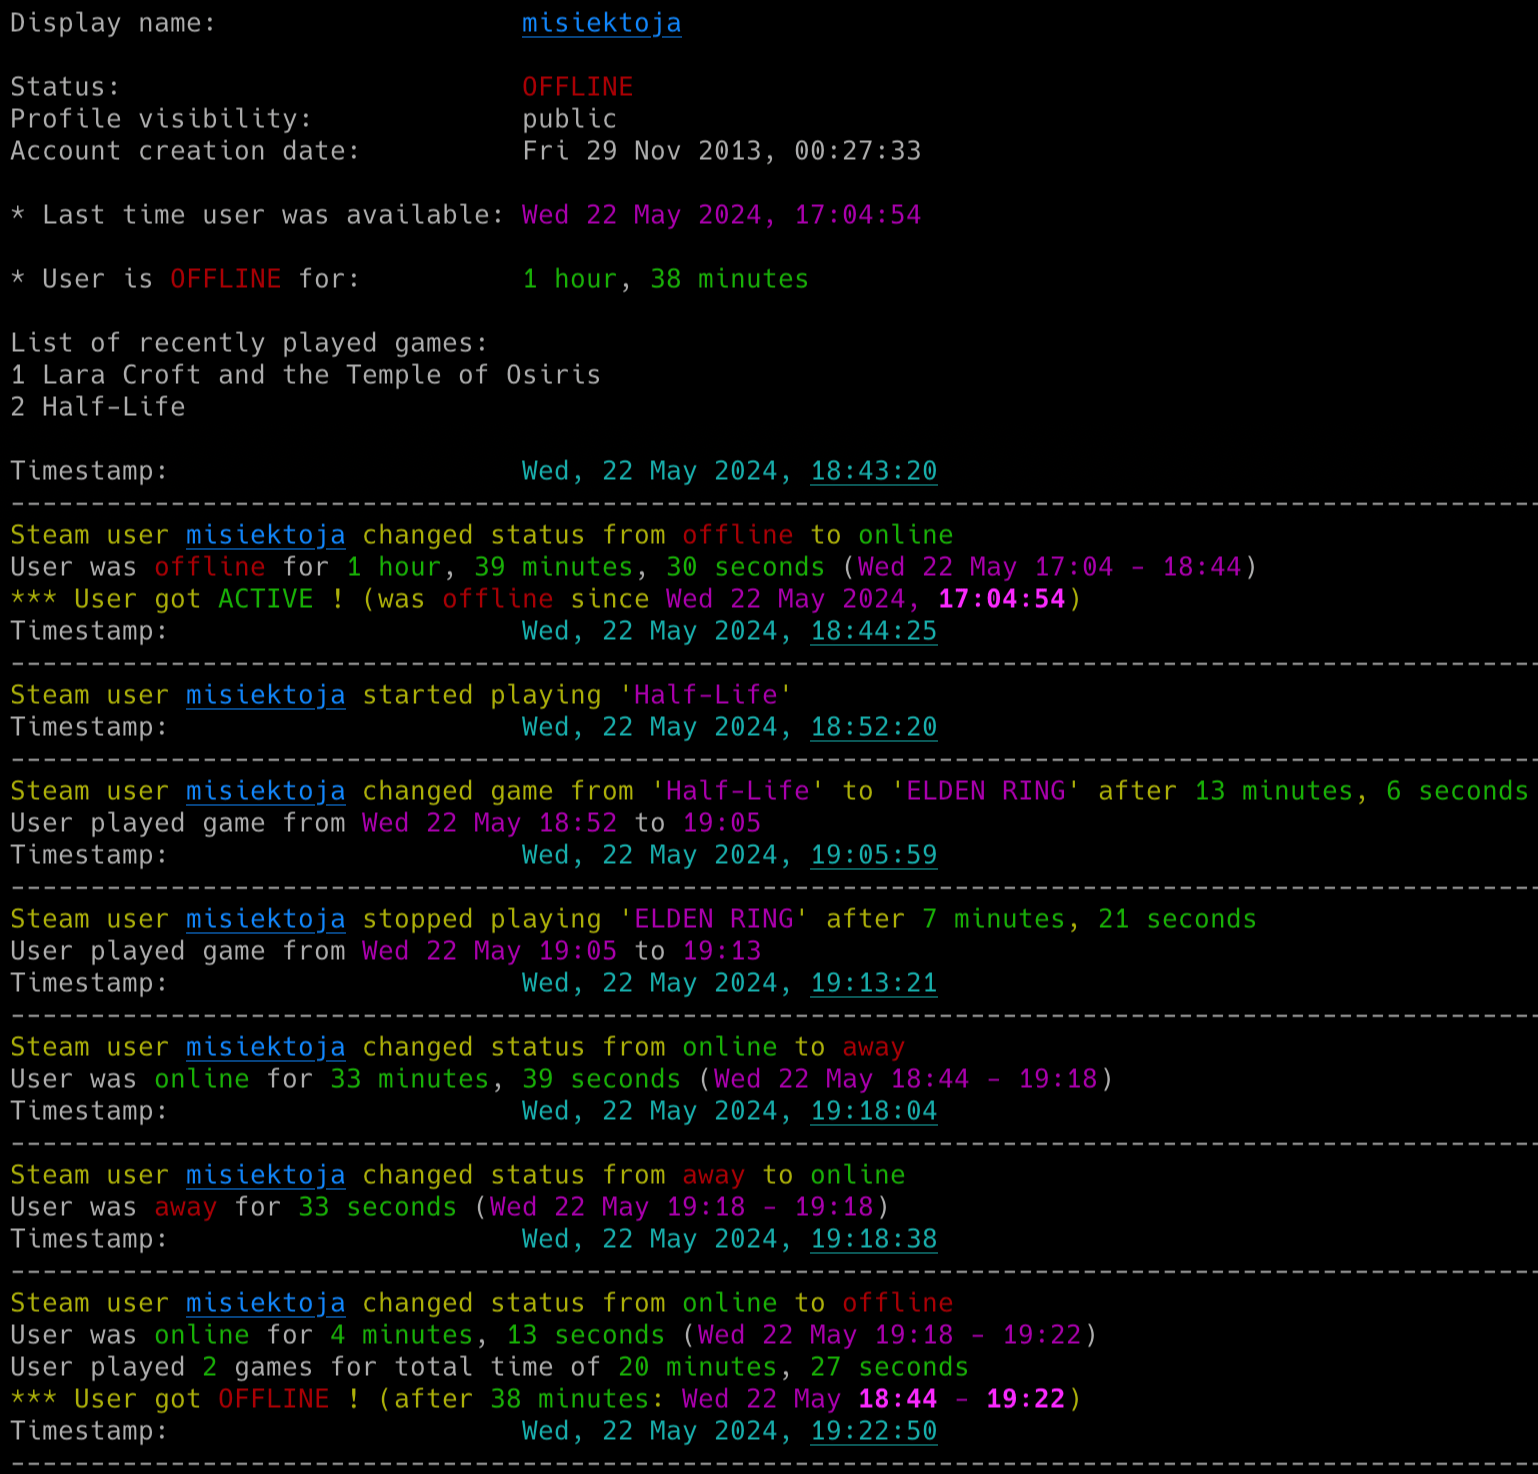 Display name: misiektoja
Status: OFFLINE
Profile visibility: public
Account creation date: Fri 29 Nov 2013, 00:27:33
* Last time user was available: Wed 22 May 2024, 17:04:54
* User is OFFLINE for: 1 hour, 38 minutes
List of recently played games:
1 Lara Croft and the Temple of Osiris
2 Half-Life
Timestamp: Wed, 22 May 2024, 18:43:20
Steam user misiektoja changed status from offline to online
User was offline for 1 hour, 39 minutes, 30 seconds (Wed 22 May 17:04 - 18:44)
*** User got ACTIVE ! (was offline since Wed 22 May 2024, 17:04:54)
Timestamp: Wed, 22 May 2024, 18:44:25
Steam user misiektoja started playing 'Half-Life'
Timestamp: Wed, 22 May 2024, 18:52:20
Steam user misiektoja changed game from 'Half-Life' to 'ELDEN RING' after 13 minutes, 6 seconds
User played game from Wed 22 May 18:52 to 19:05
Timestamp: Wed, 22 May 2024, 19:05:59
Steam user misiektoja stopped playing 'ELDEN RING' after 7 minutes, 21 seconds
User played game from Wed 22 May 19:05 to 19:13
Timestamp: Wed, 22 May 2024, 19:13:21
Steam user misiektoja changed status from online to away
User was online for 33 minutes, 39 seconds (Wed 22 May 18:44 - 19:18)
Timestamp: Wed, 22 May 2024, 19:18:04
Steam user misiektoja changed status from away to online
User was away for 33 seconds (Wed 22 May 19:18 - 19:18)
Timestamp: Wed, 22 May 2024, 19:18:38
Steam user misiektoja changed status from online to offline
User was online for 4 minutes, 13 seconds (Wed 22 May 19:18 - 19:22)
User played 2 games for total time of 20 minutes, 27 seconds
*** User got OFFLINE ! (after 38 minutes: Wed 22 May 18:44 - 19:22)
Timestamp: Wed, 22 May 2024, 19:22:50